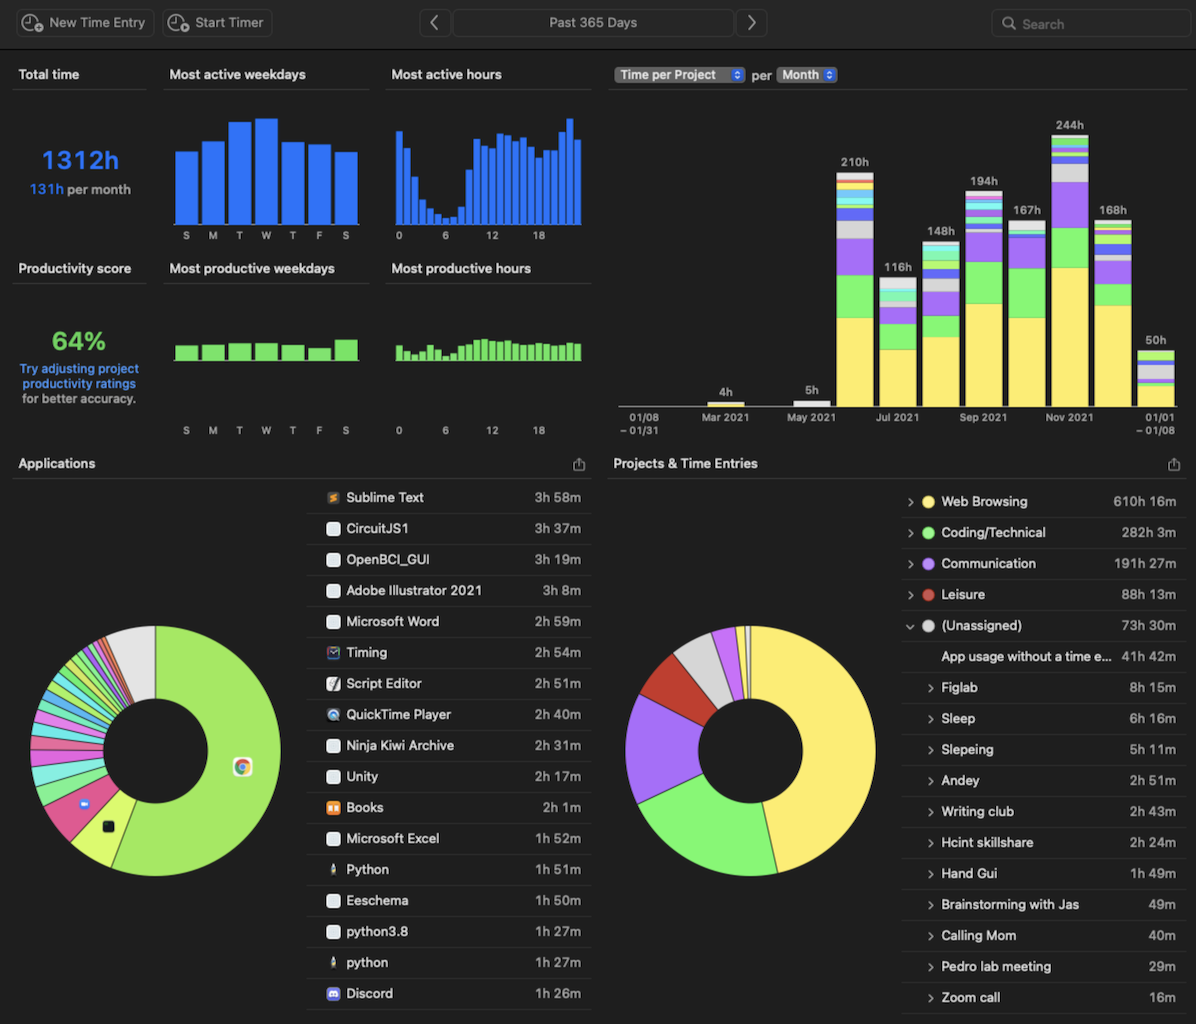 New Time Entry
Start Timer
Past 365 Days
Search
Total time
Most active weekdays
Most active hours
Time per Project per Month
1312h
131h per month
S M T W T F S
0 6 12 18
Productivity score
Most productive weekdays
Most productive hours
64%
Try adjusting project
productivity ratings
for better accuracy.
S M T W T F S
0 6 12 18
4h
5h
210h
116h
148h
194h
167h
244h
168h
50h
01/08
– 01/31
Mar 2021
May 2021
Jul 2021
Sep 2021
Nov 2021
01/01
– 01/08
Applications
Sublime Text 3h 58m
CircuitJS1 3h 37m
OpenBCI_GUI 3h 19m
Adobe Illustrator 2021 3h 8m
Microsoft Word 2h 59m
Timing 2h 54m
Script Editor 2h 51m
QuickTime Player 2h 40m
Ninja Kiwi Archive 2h 31m
Unity 2h 17m
Books 2h 1m
Microsoft Excel 1h 52m
Python 1h 51m
Eeschema 1h 50m
python3.8 1h 27m
python 1h 27m
Discord 1h 26m
Projects & Time Entries
Web Browsing 610h 16m
Coding/Technical 282h 3m
Communication 191h 27m
Leisure 88h 13m
(Unassigned) 73h 30m
App usage without a time e... 41h 42m
Figlab 8h 15m
Sleep 6h 16m
Slepeing 5h 11m
Andey 2h 51m
Writing club 2h 43m
Hcint skillshare 2h 24m
Hand Gui 1h 49m
Brainstorming with Jas 49m
Calling Mom 40m
Pedro lab meeting 29m
Zoom call 16m